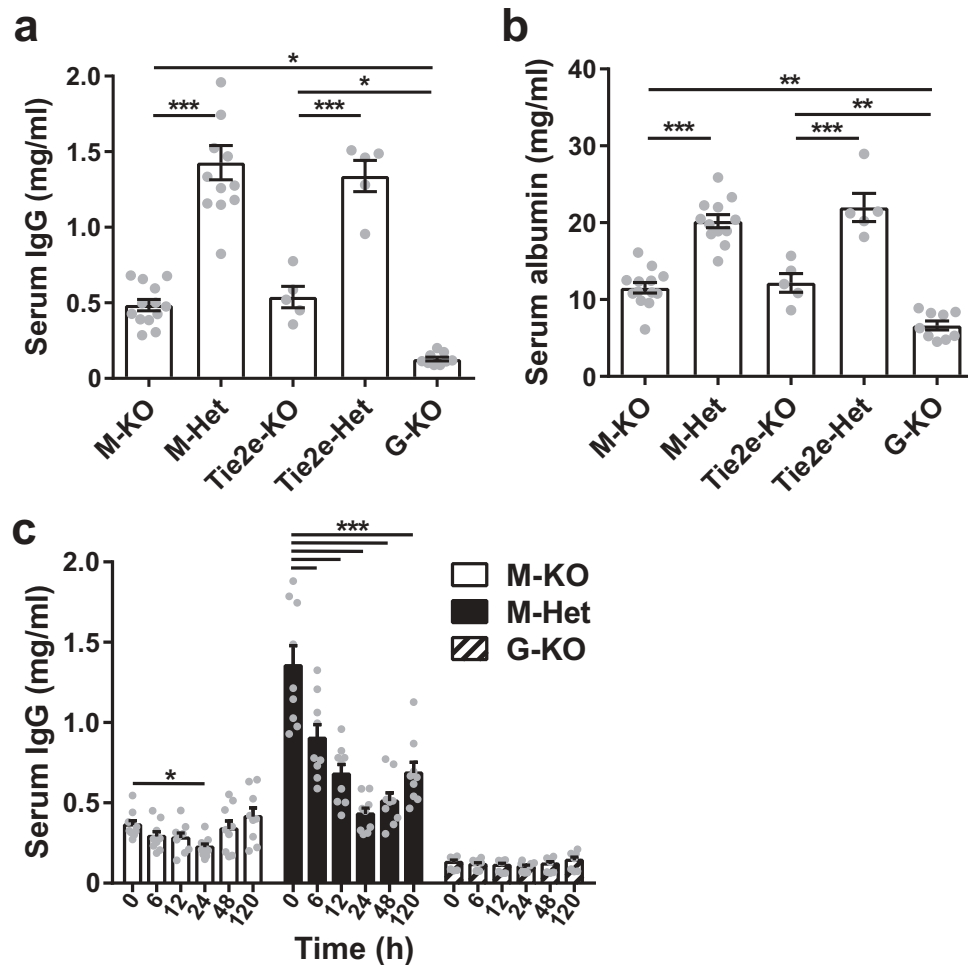 a
*
*
***
***
Serum IgG (mg/ml)
2.0
1.5
1.0
0.5
0
M-KO
M-Het
Tie2e-KO
Tie2e-Het
G-KO
b
**
**
***
***
Serum albumin (mg/ml)
40
30
20
10
0
M-KO
M-Het
Tie2e-KO
Tie2e-Het
G-KO
c
***
*
Serum IgG (mg/ml)
2.0
1.5
1.0
0.5
0
M-KO
M-Het
G-KO
0 6 12 24 48 120 0 6 12 24 48 120 0 6 12 24 48 120
Time (h)